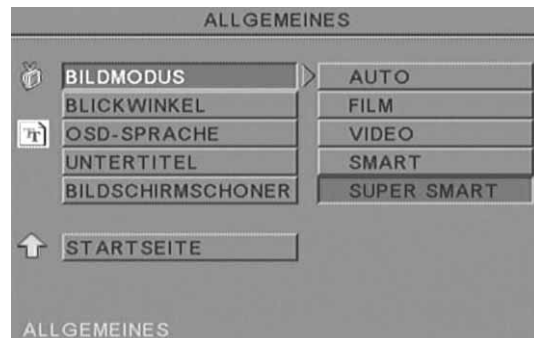 ALLGEMEINES
BILDMODUS
BLICKWINKEL
OSD-SPRACHE
UNTERTITEL
BILDSCHIRMSCHONER
AUTO
FILM
VIDEO
SMART
SUPER SMART
STARTSEITE
ALLGEMEINES